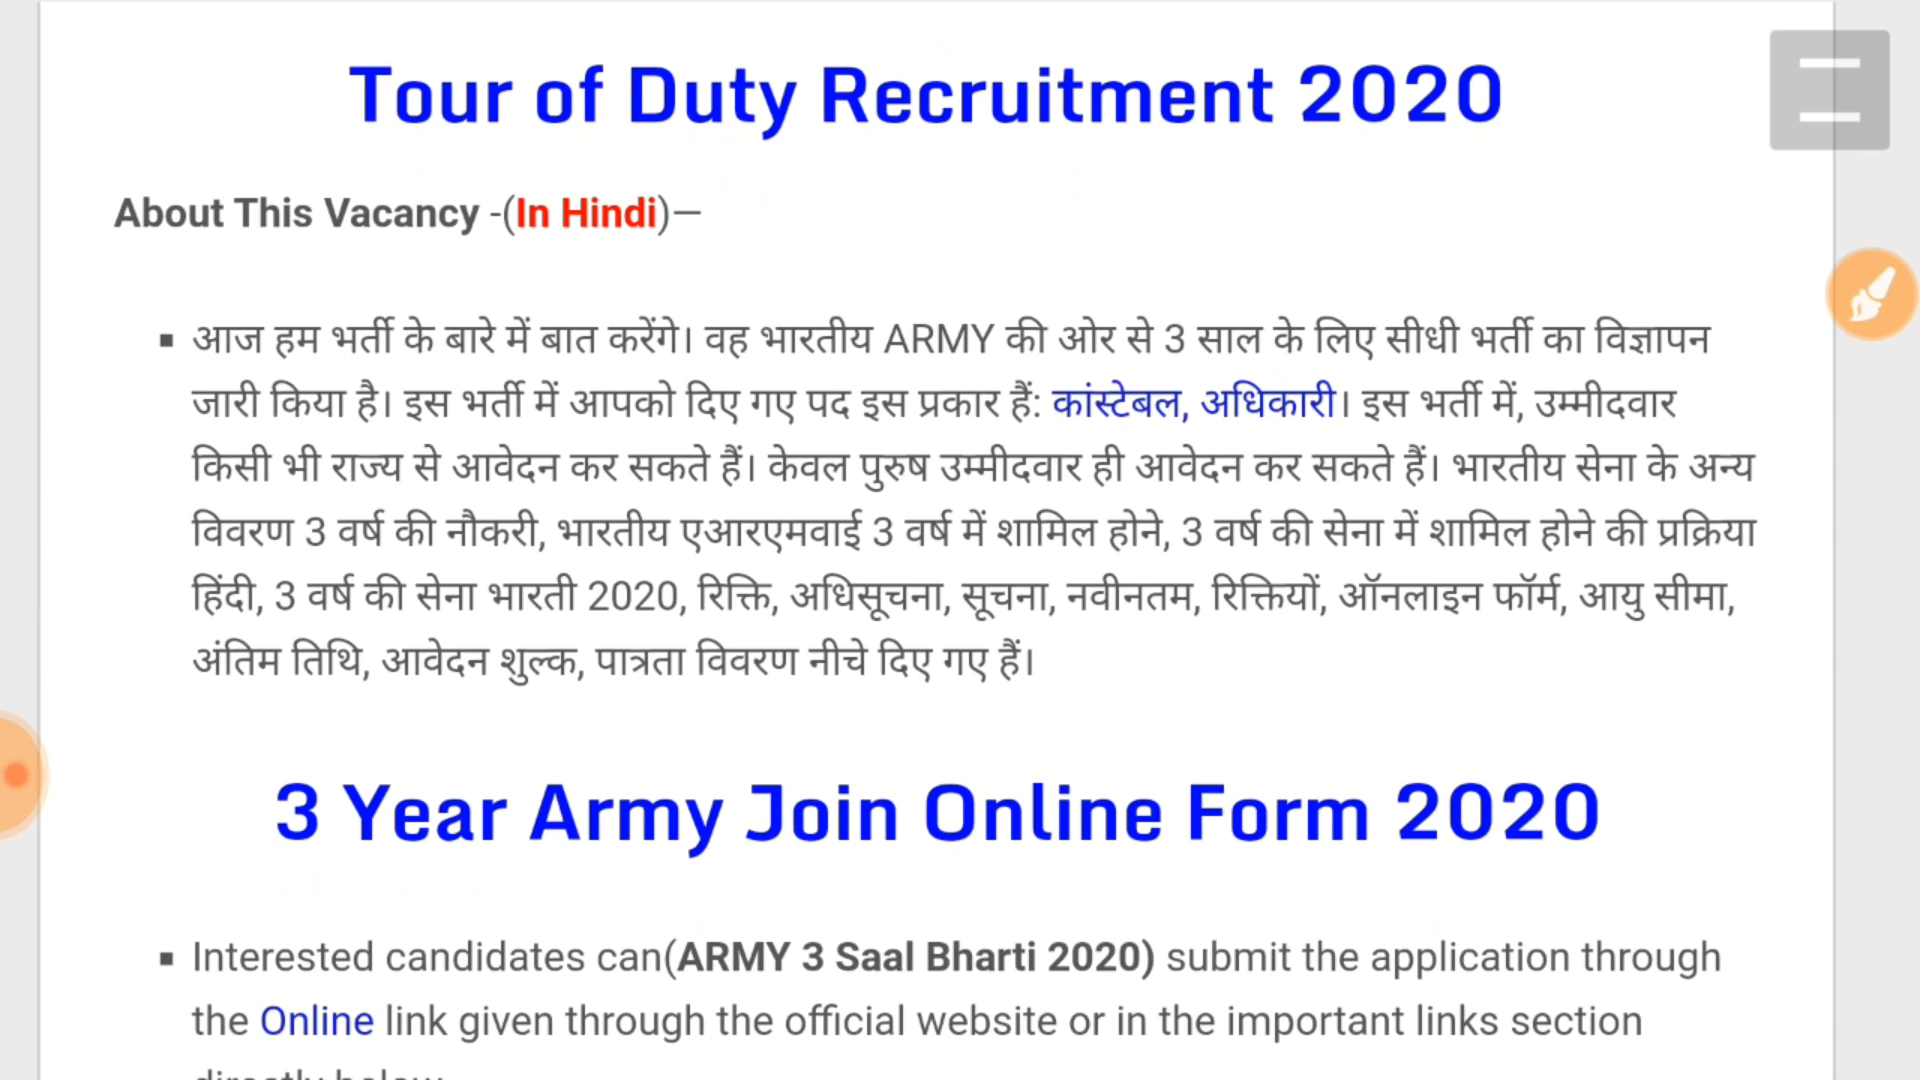 Tour of Duty Recruitment 2020
About This Vacancy -(In Hindi)—
▪ आज हम भर्ती के बारे में बात करेंगे। वह भारतीय ARMY की ओर से 3 साल के लिए सीधी भर्ती का विज्ञापन
जारी किया है। इस भर्ती में आपको दिए गए पद इस प्रकार हैं: कांस्टेबल, अधिकारी। इस भर्ती में, उम्मीदवार
किसी भी राज्य से आवेदन कर सकते हैं। केवल पुरुष उम्मीदवार ही आवेदन कर सकते हैं। भारतीय सेना के अन्य
विवरण 3 वर्ष की नौकरी, भारतीय एआरएमवाई 3 वर्ष में शामिल होने, 3 वर्ष की सेना में शामिल होने की प्रक्रिया
हिंदी, 3 वर्ष की सेना भारती 2020, रिक्ति, अधिसूचना, सूचना, नवीनतम, रिक्तियों, ऑनलाइन फॉर्म, आयु सीमा,
अंतिम तिथि, आवेदन शुल्क, पात्रता विवरण नीचे दिए गए हैं।
3 Year Army Join Online Form 2020
▪ Interested candidates can(ARMY 3 Saal Bharti 2020) submit the application through
the Online link given through the official website or in the important links section
directly below